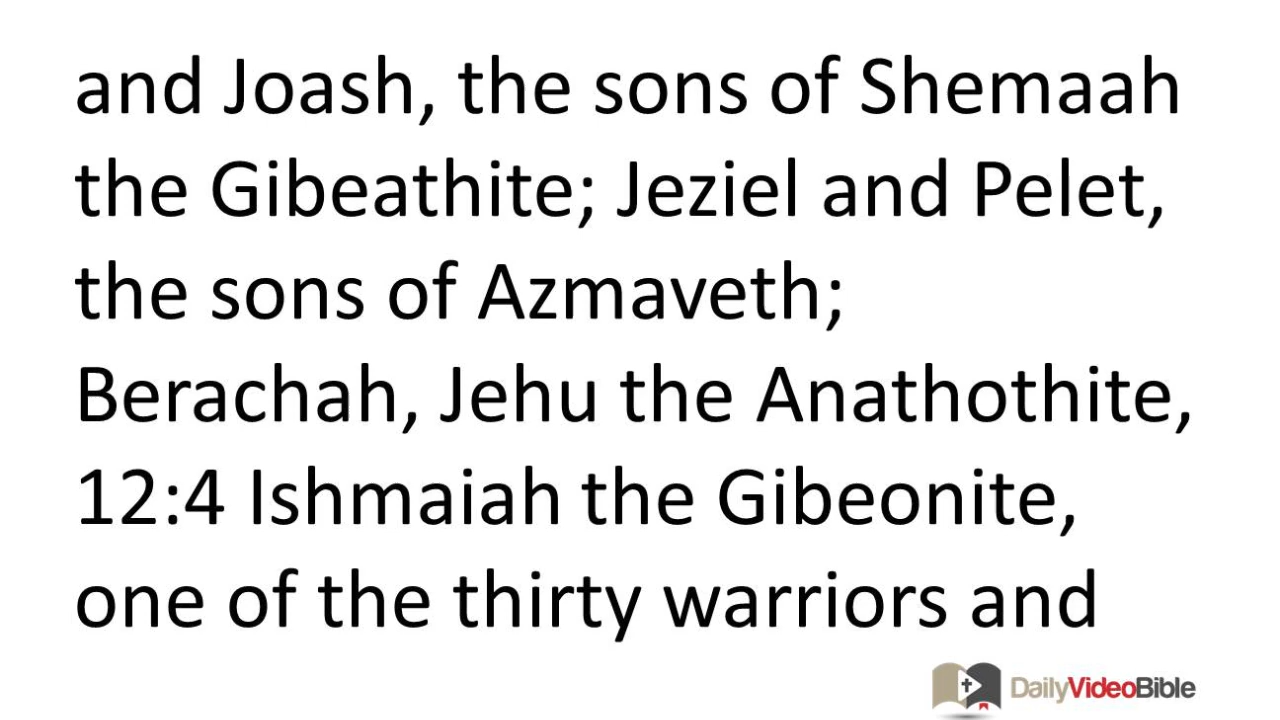 and Joash, the sons of Shemaah
the Gibeathite; Jeziel and Pelet,
the sons of Azmaveth;
Berachah, Jehu the Anathothite,
12:4 Ishmaiah the Gibeonite,
one of the thirty warriors and
DailyVideoBible